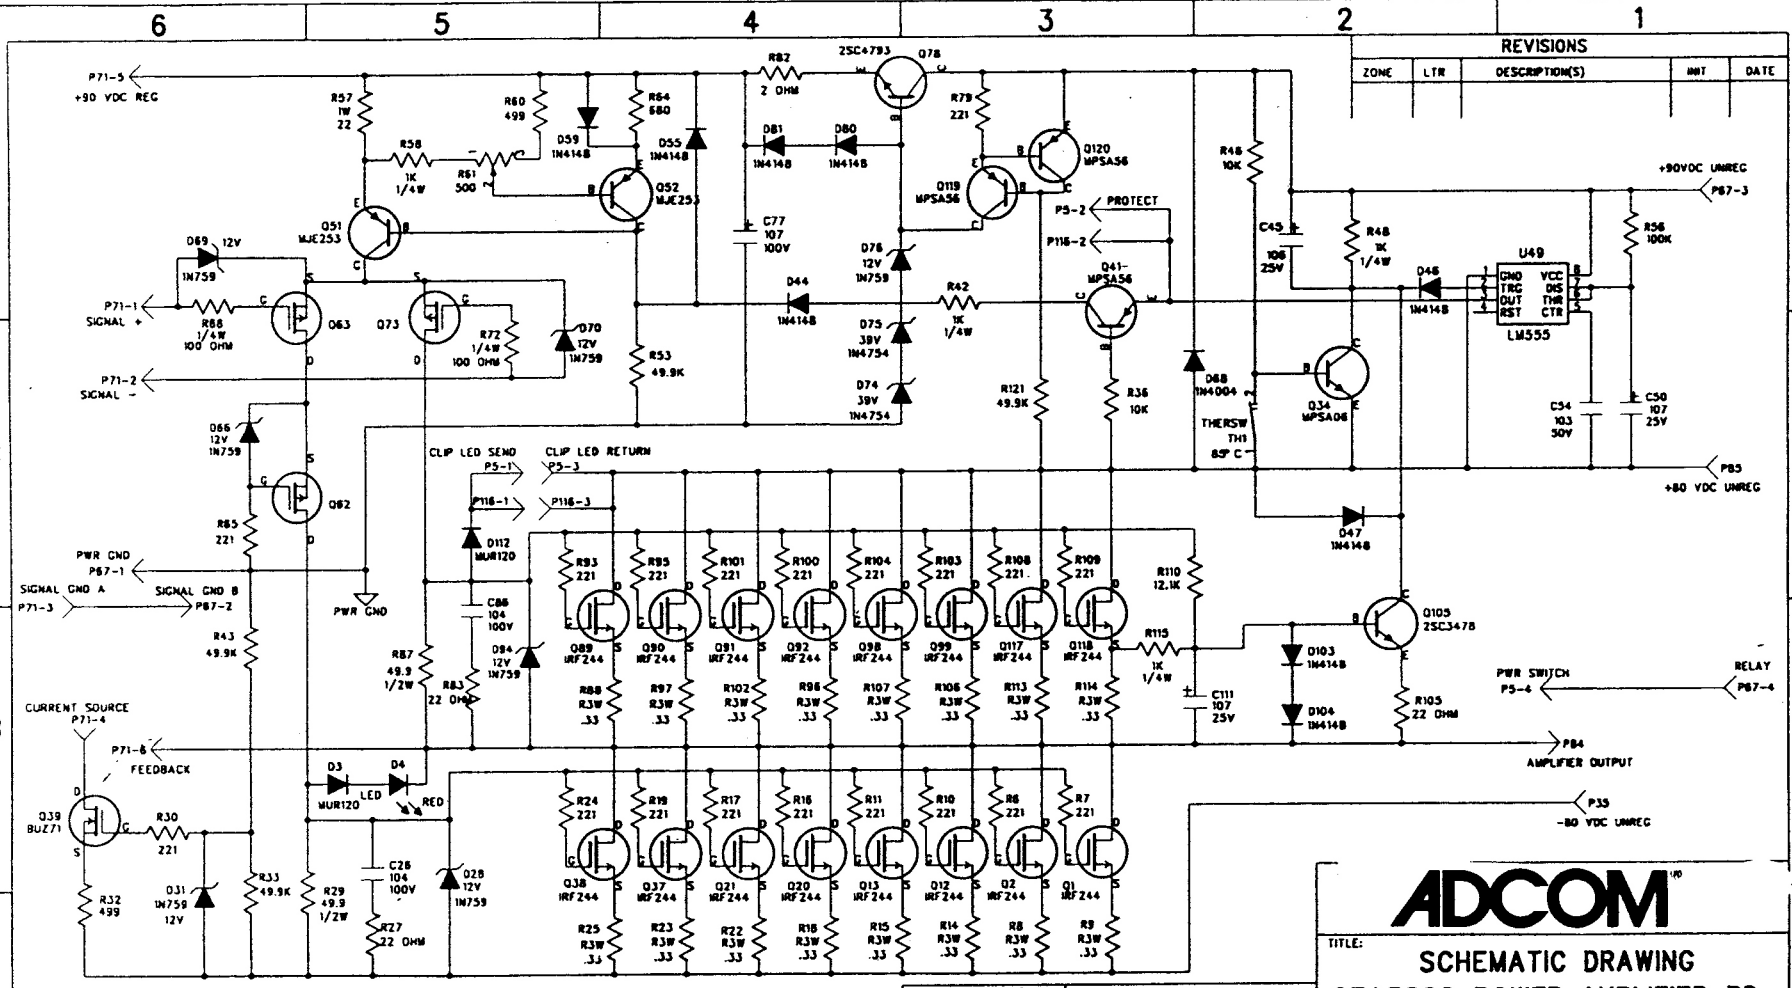 6 5 4 3 2 1
REVISIONS
ZONE LTR DESCRIPTION(S) INIT DATE
P71-5
+90 VDC REG
R57
1W
22
R58
1K
1/4W
R61
500
1
2
3
R60
499
D59
1N4148
R64
680
D55
1N4148
Q52
MJE253
E
B
C
Q51
MJE253
E
B
C
R82
2 OHM
2SC4793 Q78
E
C
B
D81
1N4148
D80
1N4148
C77
107
100V
R79
221
Q120
MPSA56
E
B
C
Q119
MPSA56
E
B
C
P5-2 PROTECT
P116-2
Q41
MPSA56
C
E
B
R46
10K
C45
106
25V
R48
1K
1/4W
D46
1N4148
+90VDC UNREG
P67-3
R56
100K
U49
1 GND VCC 8
2 TRG DIS 7
3 OUT THR 6
4 RST CTR 5
LM555
D69 12V
1N759
P71-1
SIGNAL +
R68
1/4W
100 OHM
G
S
D
Q63
Q73
S
G
D
R72
1/4W
100 OHM
D70
12V
1N759
P71-2
SIGNAL -
R53
49.9K
D44
1N4148
D76
12V
1N759
D75
39V
1N4754
D74
39V
1N4754
R42
1K
1/4W
R121
49.9K
R36
10K
D68
1N4004
THERSW
TH1
85° C
2
1
Q34
MPSA06
B
C
E
C54
103
50V
C50
107
25V
P85
+80 VDC UNREG
D66
12V
1N759
G
S
D
Q62
R65
221
CLIP LED SEND CLIP LED RETURN
P5-1 P5-3
P116-1 P116-3
D112
MUR120
D47
1N4148
PWR GND
P67-1
SIGNAL GND A SIGNAL GND B
P71-3 P67-2
PWR GND
C86
104
100V
R43
49.9K
R87
49.9
1/2W
R83
22 OHM
D94
12V
1N759
R93
221
R95
221
R101
221
R100
221
R104
221
R103
221
R108
221
R109
221
R110
12.1K
Q89
IRF244
Q90
IRF244
Q91
IRF244
Q92
IRF244
Q98
IRF244
Q99
IRF244
Q117
IRF244
Q118
IRF244
R115
1K
1/4W
Q105
2SC3478
B
C
E
D103
1N4148
D104
1N4148
R88
R3W
.33
R97
R3W
.33
R102
R3W
.33
R96
R3W
.33
R107
R3W
.33
R106
R3W
.33
R113
R3W
.33
R114
R3W
.33
C111
107
25V
R105
22 OHM
PWR SWITCH
P5-4
RELAY
P67-4
CURRENT SOURCE
P71-4
P71-6
FEEDBACK
P84
AMPLIFIER OUTPUT
D3
MUR120
D4
LED
RED
P35
-80 VDC UNREG
Q39
BUZ71
D
G
S
R30
221
R24
221
R19
221
R17
221
R16
221
R11
221
R10
221
R6
221
R7
221
Q38
IRF244
Q37
IRF244
Q21
IRF244
Q20
IRF244
Q13
IRF244
Q12
IRF244
Q2
IRF244
Q1
IRF244
R32
499
D31
1N759
12V
R33
49.9K
R29
49.9
1/2W
C26
104
100V
R27
22 OHM
D28
12V
1N759
R25
R3W
.33
R23
R3W
.33
R22
R3W
.33
R18
R3W
.33
R15
R3W
.33
R14
R3W
.33
R8
R3W
.33
R9
R3W
.33
ADCOM
TITLE:
SCHEMATIC DRAWING
POWER AMPLIFIER